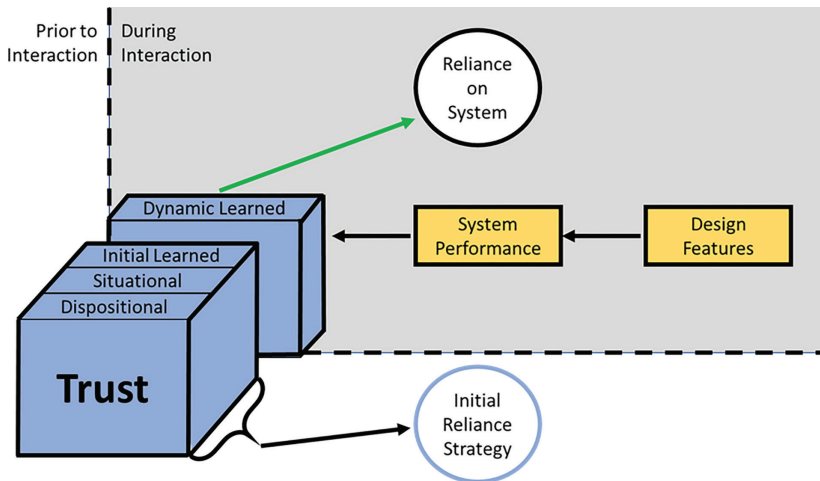 Prior to
Interaction
During
Interaction
Reliance
on
System
Dynamic Learned
System
Performance
Design
Features
Initial Learned
Situational
Dispositional
Trust
Initial
Reliance
Strategy